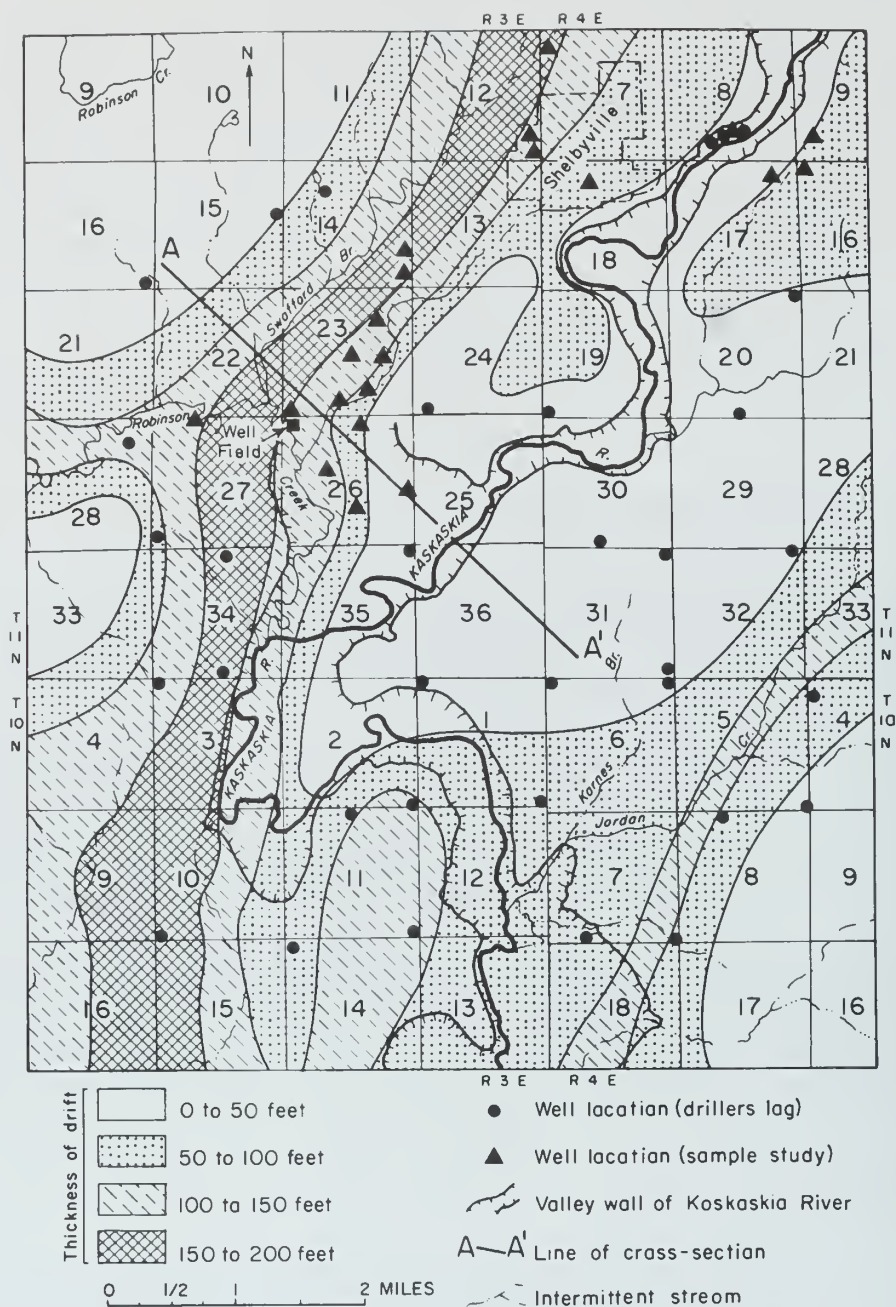 R 3 E R 4 E
N
9 10 11 12 7 8 9
Robinson Cr.
Shelbyville
16 15 14 13 18 17 16
A
Swafford Br.
21 22 23 24 19 20 21
Robinson
Well
Field
Creek
R.
28 27 26 25 30 29 28
KASKASKIA
33 34 35 36 31 32 33
T
11
N
T
11
N
A'
Br.
R.
T
10
N
T
10
N
4 3 2 1 6 5 4
KASKASKIA
Cr.
Karnes
Jordan
9 10 11 12 7 8 9
16 15 14 13 18 17 16
R 3 E R 4 E
Thickness of drift
0 to 50 feet
50 to 100 feet
100 ta 150 feet
150 to 200 feet
0 1/2 1 2 MILES
Well lacation (drillers lag)
Well lacation (sample study)
Valley wall of Koskaskia River
A A' Line of crass-section
Intermittent streom